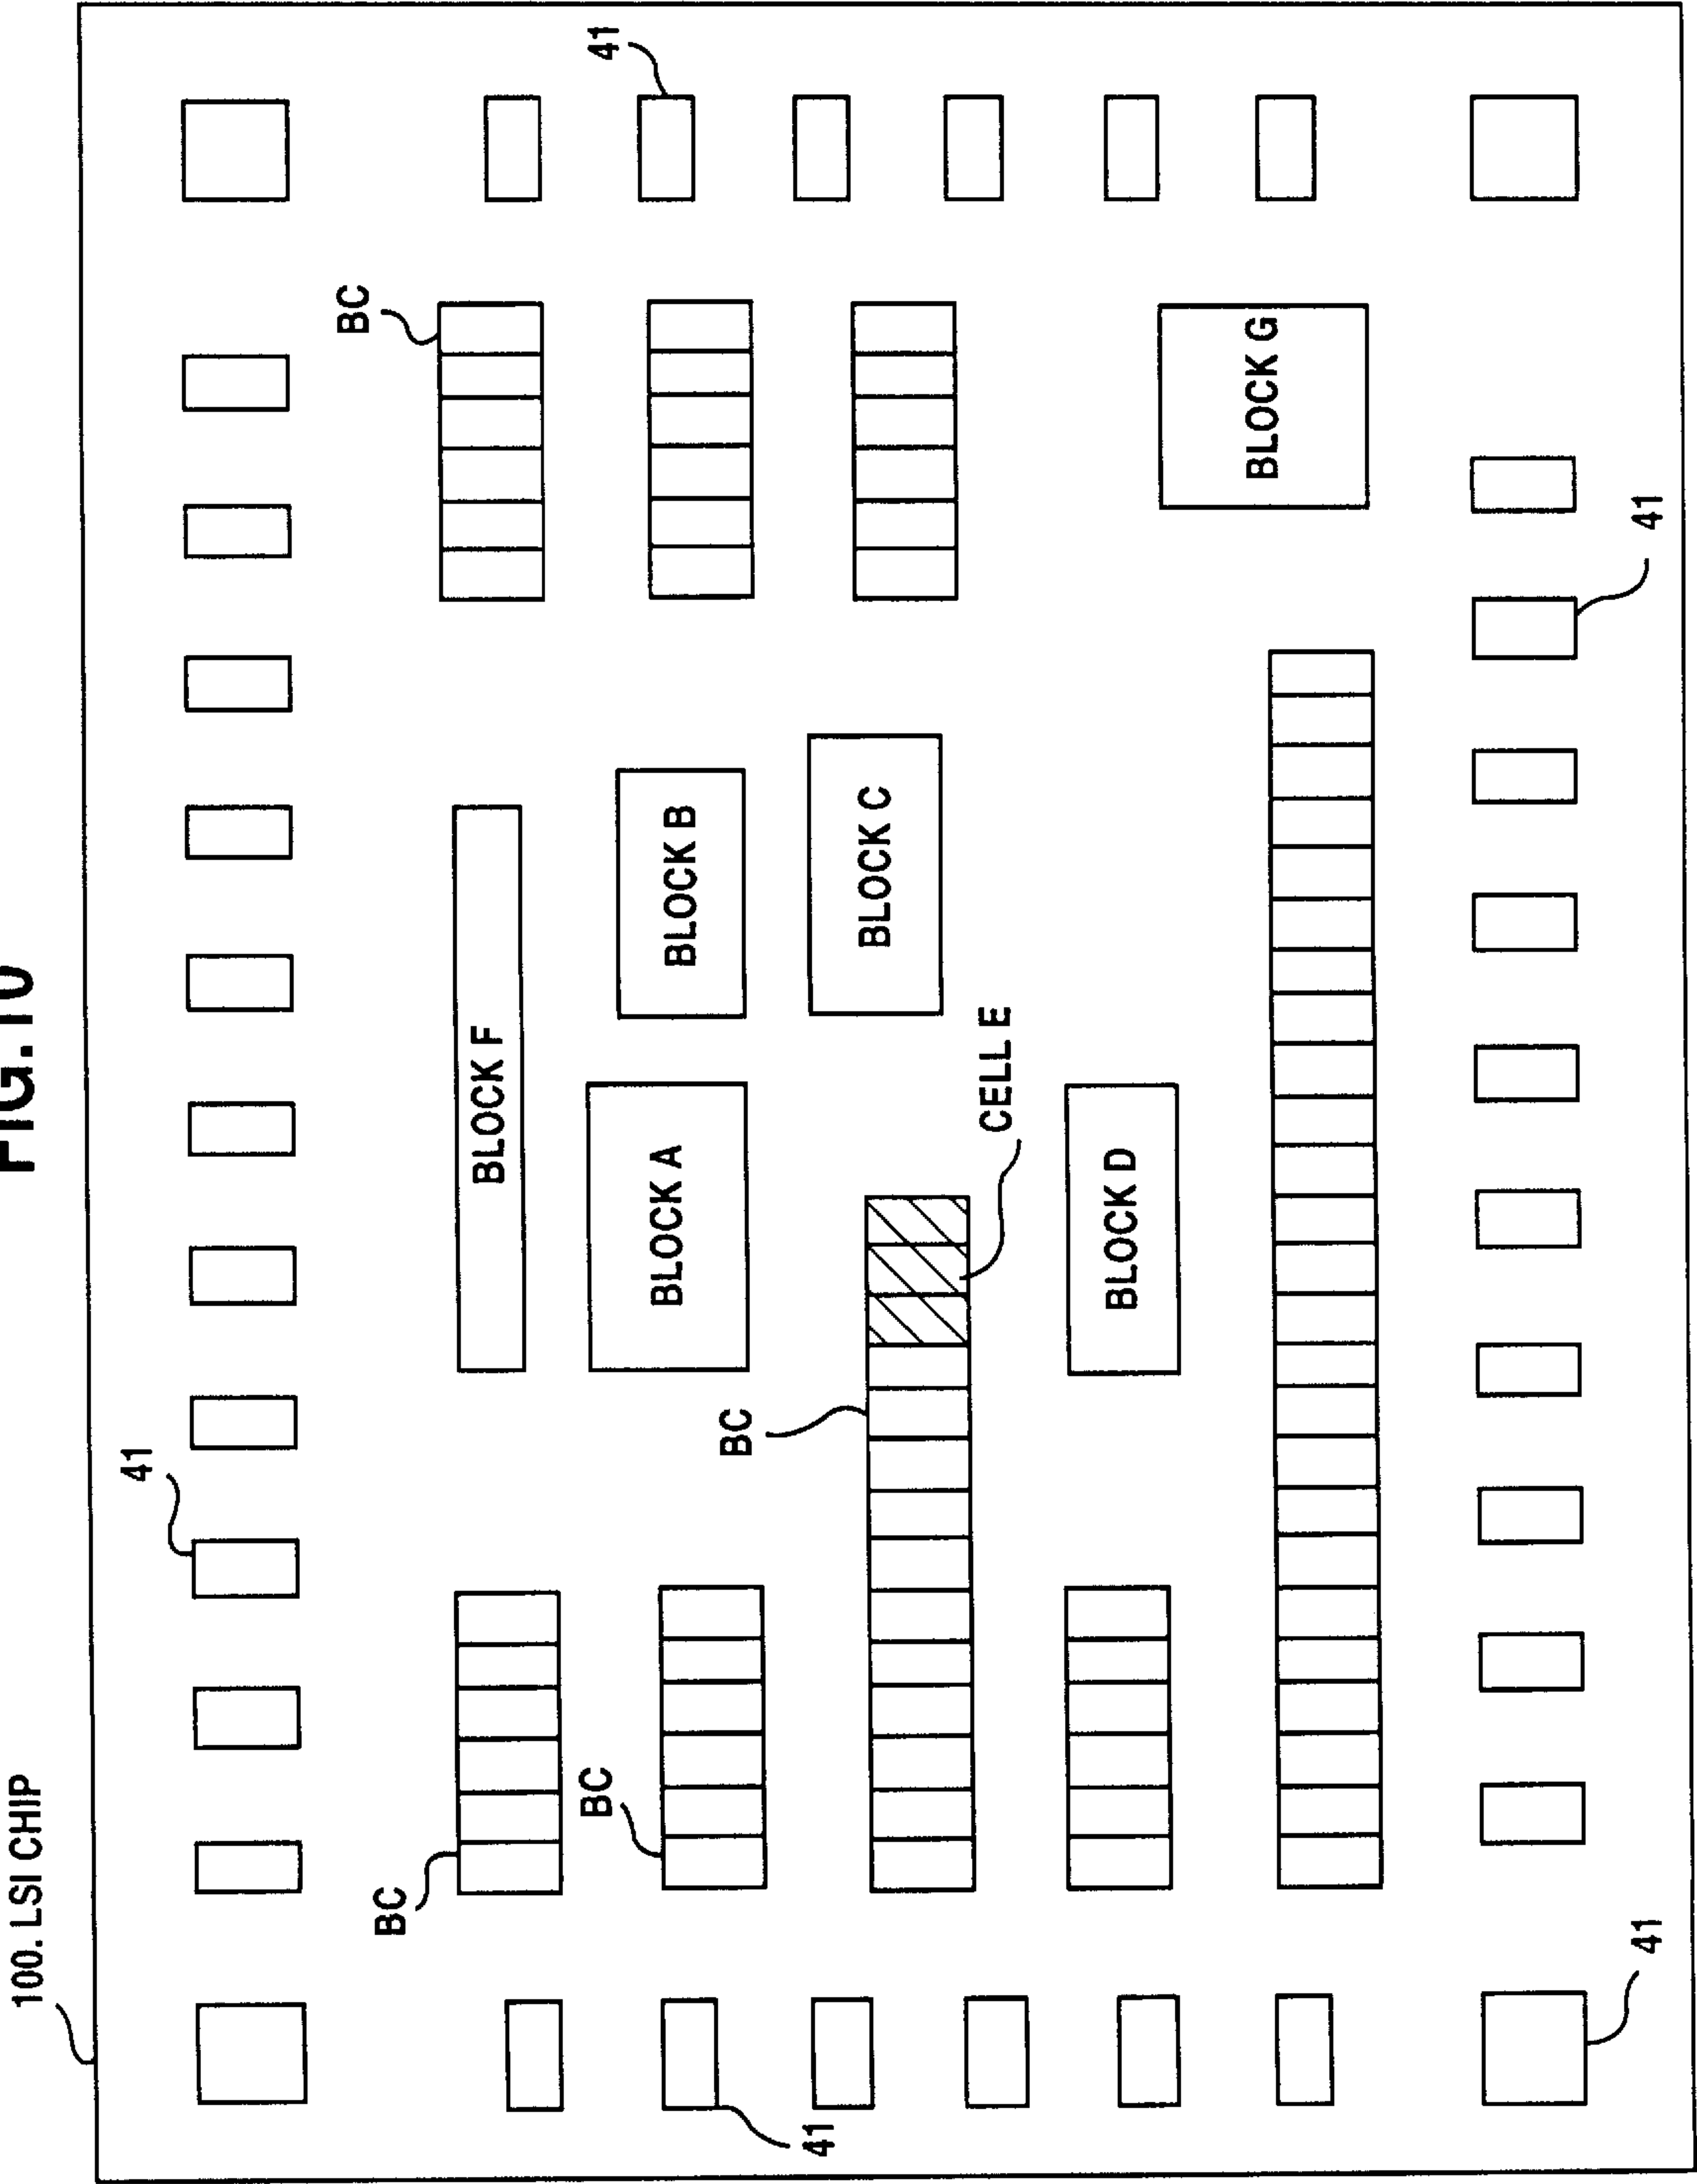 FIG.10
100. LSI CHIP
41
41
BC
BC
BC
BLOCK F
BLOCK A
BLOCK B
BLOCK C
BC
CELL E
BLOCK D
BLOCK G
41
41
41